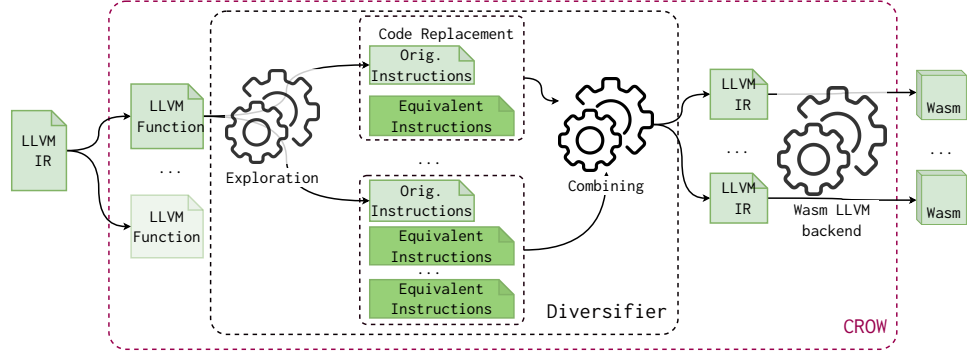 LLVM
IR
LLVM
Function
...
LLVM
Function
Exploration
Code Replacement
Orig.
Instructions
Equivalent
Instructions
...
Orig.
Instructions
Equivalent
Instructions
...
Equivalent
Instructions
Combining
Diversifier
LLVM
IR
...
LLVM
IR
Wasm LLVM
backend
Wasm
...
Wasm
CROW